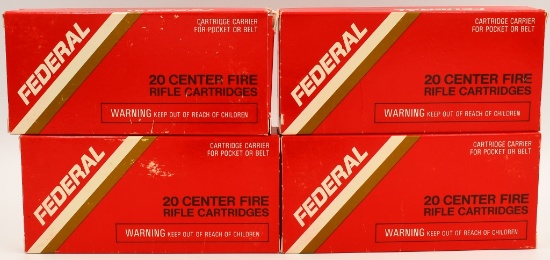 FEDERAL
CARTRIDGE CARRIER
FOR POCKET OR BELT
20 CENTER FIRE
RIFLE CARTRIDGES
WARNING KEEP OUT OF REACH OF CHILDREN
FEDERAL
CARTRIDGE CARRIER
FOR POCKET OR BELT
20 CENTER FIRE
RIFLE CARTRIDGES
WARNING KEEP OUT OF REACH OF CHILDREN
FEDERAL
CARTRIDGE CARRIER
FOR POCKET OR BELT
20 CENTER FIRE
RIFLE CARTRIDGES
WARNING KEEP OUT OF REACH OF CHILDREN
FEDERAL
CARTRIDGE CARRIER
FOR POCKET OR BELT
20 CENTER FIRE
RIFLE CARTRIDGES
WARNING KEEP OUT OF REACH OF CHILDREN